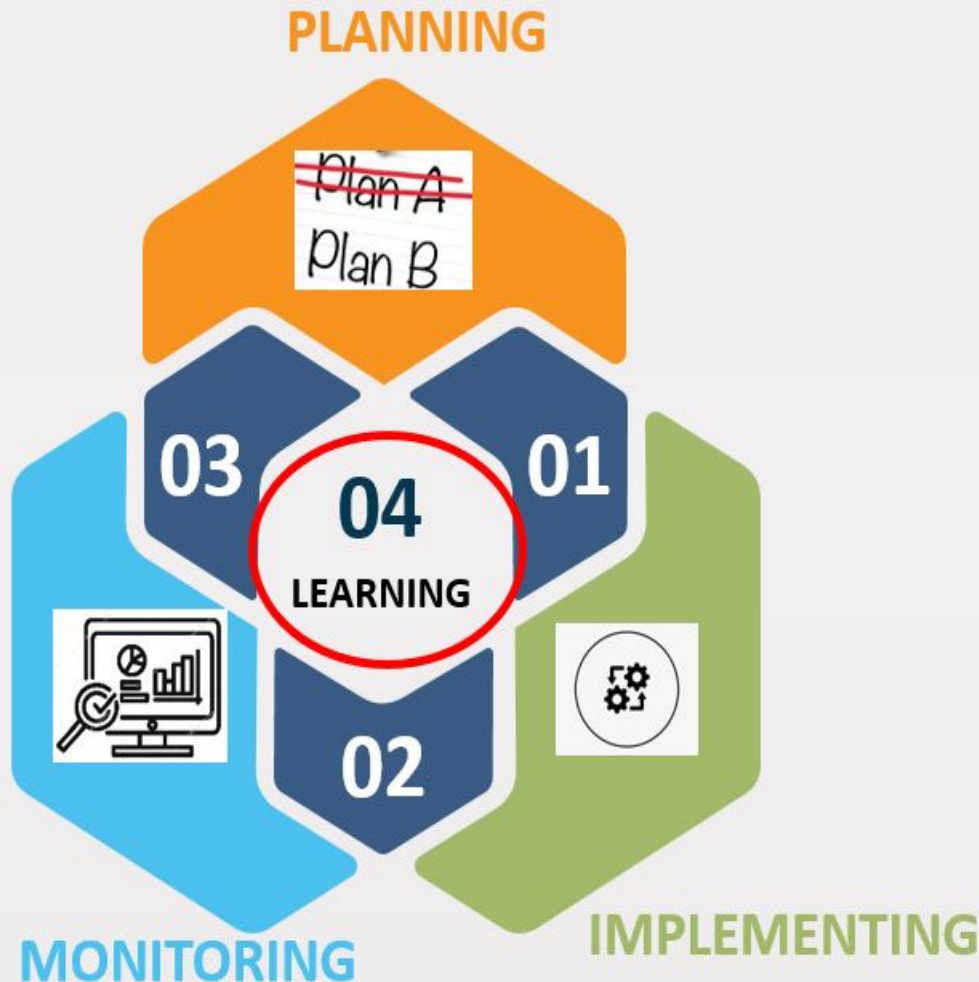 PLANNING
Plan A
Plan B
03
01
04
LEARNING
02
IMPLEMENTING
MONITORING